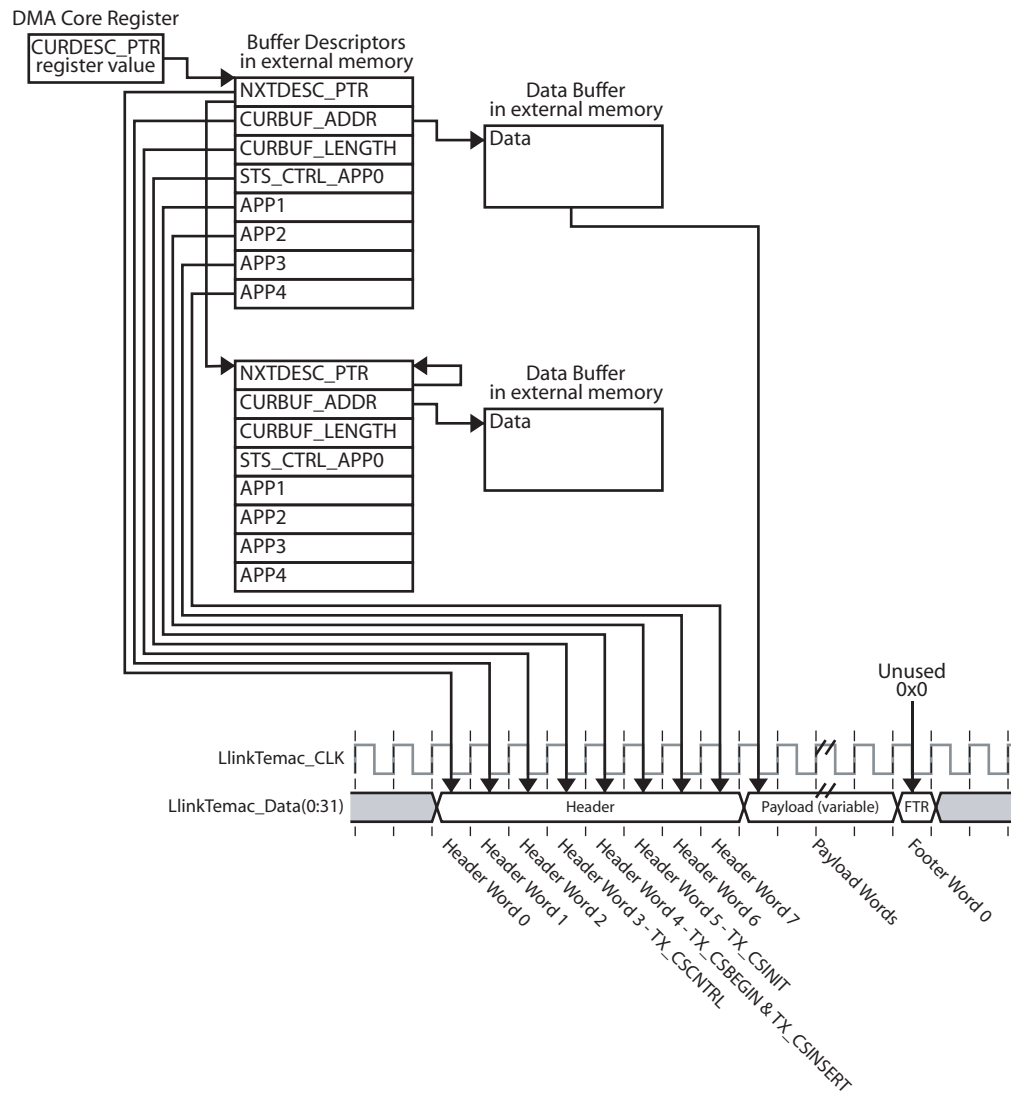 DMA Core Register
CURDESC_PTR
register value
Buffer Descriptors
in external memory
NXTDESC_PTR
CURBUF_ADDR
CURBUF_LENGTH
STS_CTRL_APP0
APP1
APP2
APP3
APP4
Data Buffer
in external memory
Data
NXTDESC_PTR
CURBUF_ADDR
CURBUF_LENGTH
STS_CTRL_APP0
APP1
APP2
APP3
APP4
Data Buffer
in external memory
Data
Unused
0x0
LlinkTemac_CLK
LlinkTemac_Data(0:31)
Header
Payload (variable)
FTR
Header Word 0
Header Word 1
Header Word 2
Header Word 3 - TX_CSCNTRL
Header Word 4 - TX_CSBEGIN & TX_CSINSERT
Header Word 5 - TX_CSINIT
Header Word 6
Header Word 7
Payload Words
Footer Word 0